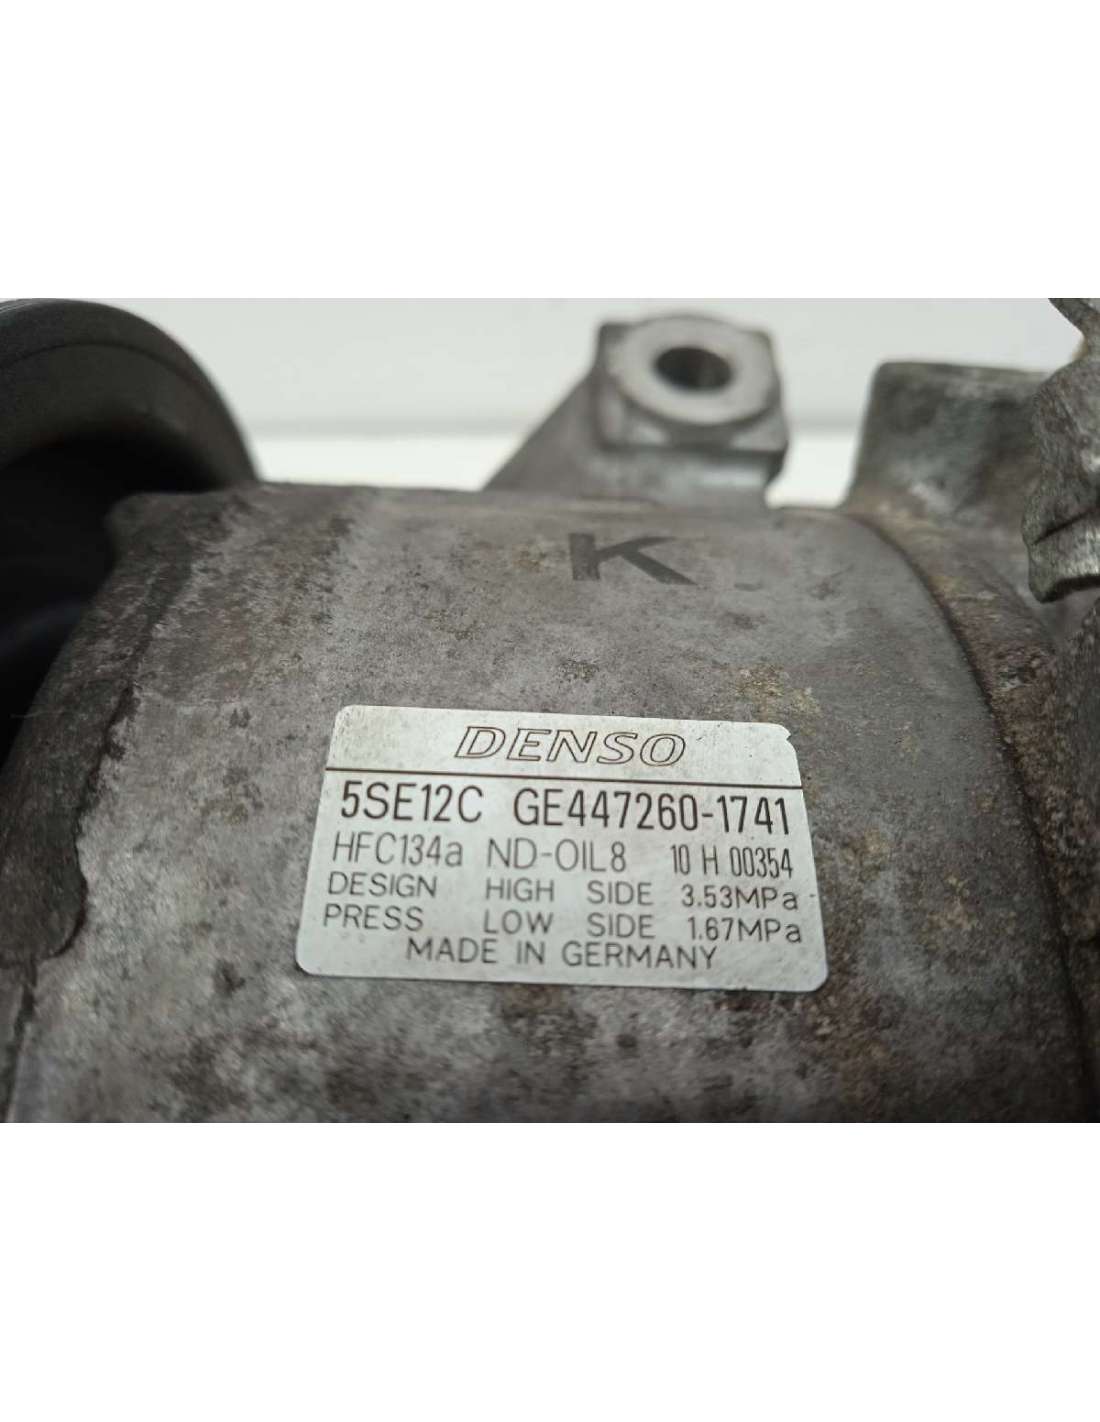 K
DENSO
5SE12C GE447260-1741
HFC134a ND-OIL8 10 H 00354
DESIGN HIGH SIDE 3.53MPa
PRESS LOW SIDE 1.67MPa
MADE IN GERMANY